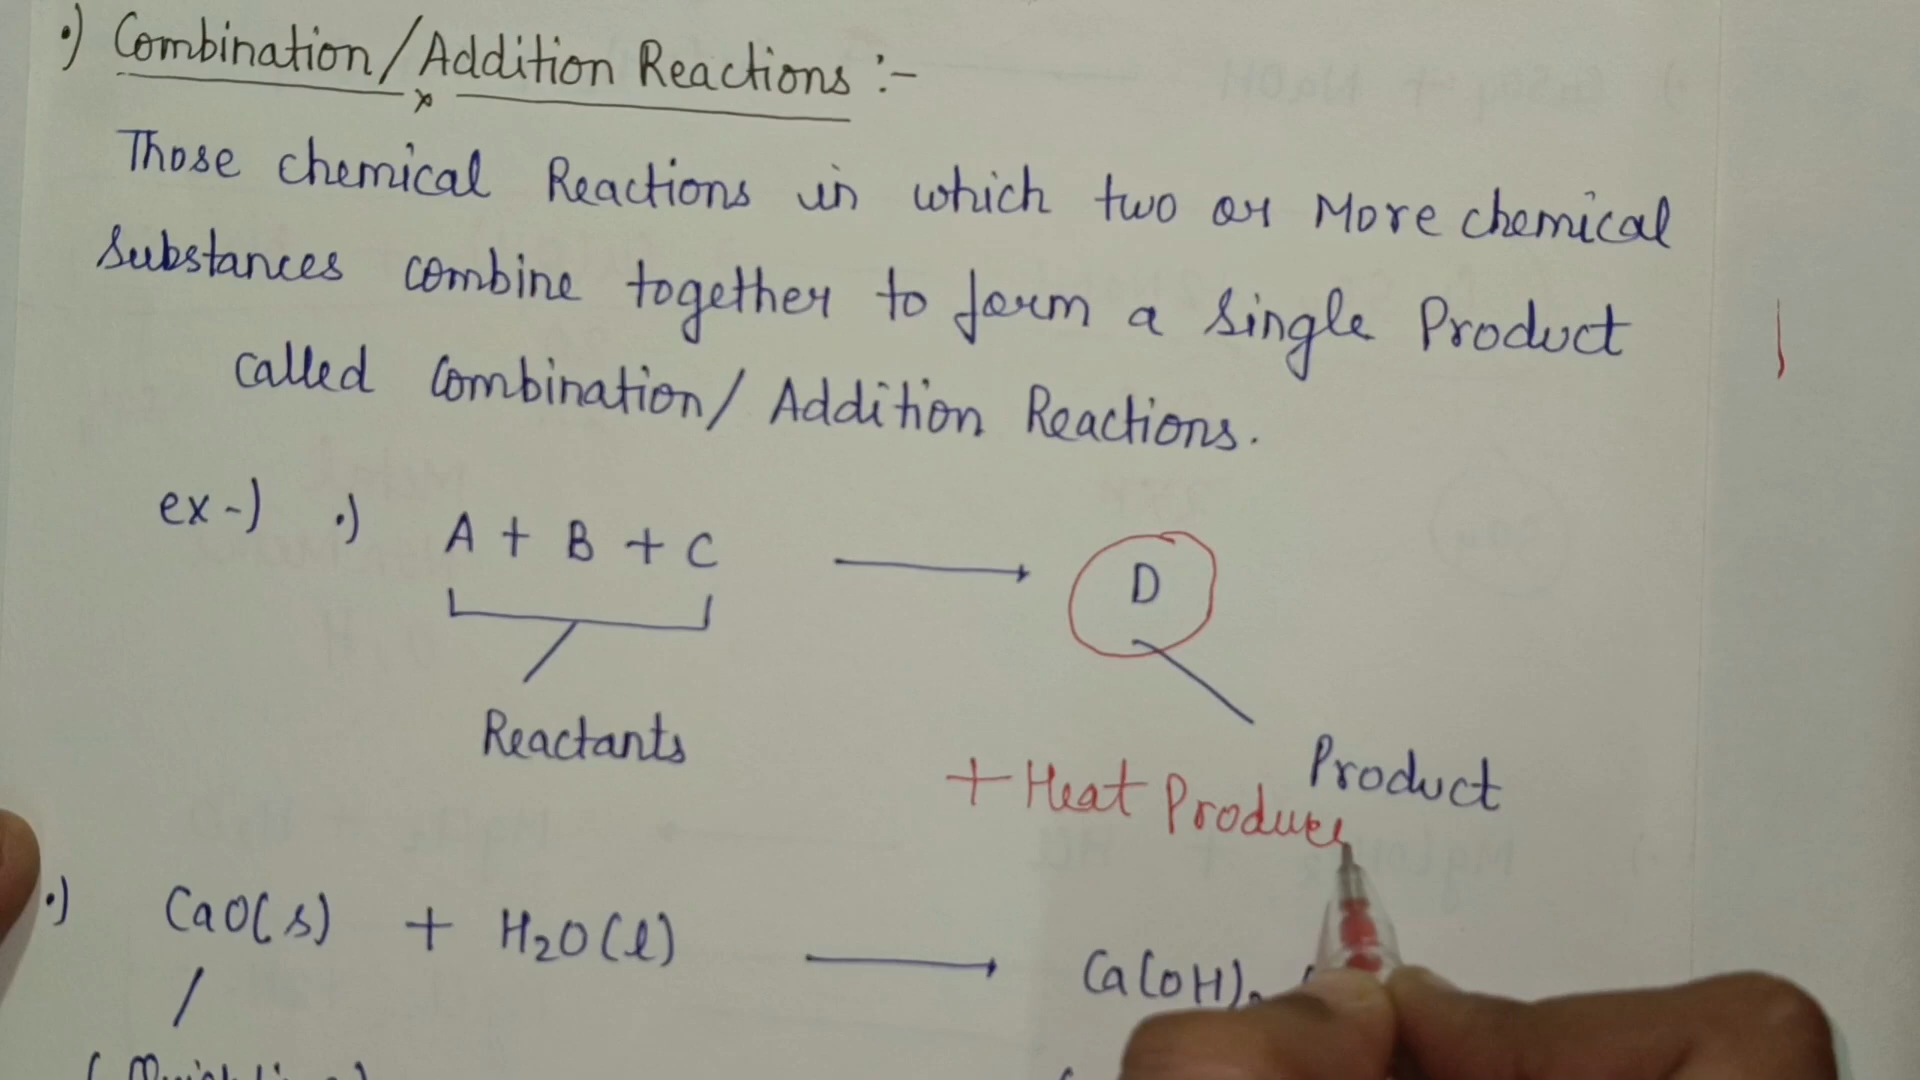 •) Combination/Addition Reactions :-
Those chemical Reactions in which two or More chemical
substances combine together to form a single Product
called Combination/ Addition Reactions.
ex-) •) A + B + C ⟶ D
Reactants
Product
+ Heat Produce
•) CaO(s) + H₂O(l) ⟶ Ca(OH)₂